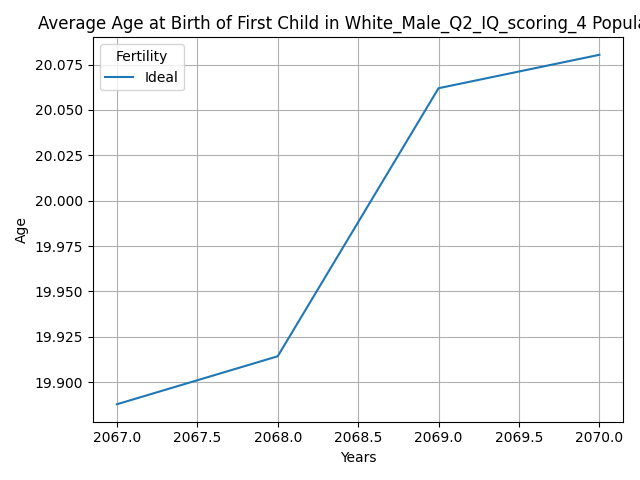 Average Age at Birth of First Child in White_Male_Q2_IQ_scoring_4 Popula
Fertility
Ideal
20.075
20.050
20.025
20.000
19.975
19.950
19.925
19.900
Age
2067.0 2067.5 2068.0 2068.5 2069.0 2069.5 2070.0
Years